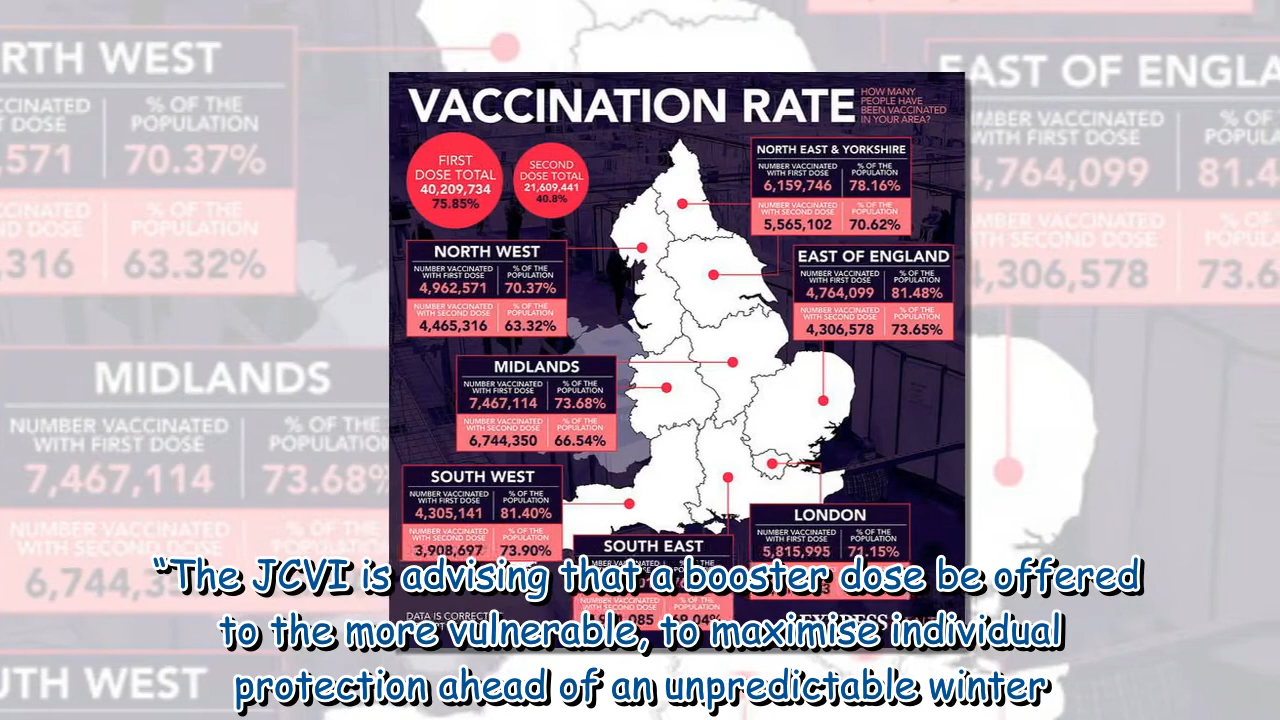 VACCINATION RATE
HOW MANY
PEOPLE HAVE
BEEN VACCINATED
IN YOUR AREA?
FIRST
DOSE TOTAL
40,209,734
75.85%
SECOND
DOSE TOTAL
21,609,441
40.8%
NORTH EAST & YORKSHIRE
NUMBER VACCINATED
WITH FIRST DOSE
6,159,746
% OF THE
POPULATION
78.16%
NUMBER VACCINATED
WITH SECOND DOSE
5,565,102
% OF THE
POPULATION
70.62%
NORTH WEST
NUMBER VACCINATED
WITH FIRST DOSE
4,962,571
% OF THE
POPULATION
70.37%
NUMBER VACCINATED
WITH SECOND DOSE
4,465,316
% OF THE
POPULATION
63.32%
EAST OF ENGLAND
NUMBER VACCINATED
WITH FIRST DOSE
4,764,099
% OF THE
POPULATION
81.48%
NUMBER VACCINATED
WITH SECOND DOSE
4,306,578
% OF THE
POPULATION
73.65%
MIDLANDS
NUMBER VACCINATED
WITH FIRST DOSE
7,467,114
% OF THE
POPULATION
73.68%
NUMBER VACCINATED
WITH SECOND DOSE
6,744,350
% OF THE
POPULATION
66.54%
SOUTH WEST
NUMBER VACCINATED
WITH FIRST DOSE
4,305,141
% OF THE
POPULATION
81.40%
NUMBER VACCINATED
WITH SECOND DOSE
3,908,697
% OF THE
POPULATION
73.90%
SOUTH EAST
NUMBER VACCINATED
WITH SECOND DOSE
% OF THE
POPULATION
69.04%
LONDON
NUMBER VACCINATED
WITH FIRST DOSE
5,815,995
% OF THE
POPULATION
71.15%
DATA IS CORRECT
EXPRESS
“The JCVI is advising that a booster dose be offered
to the more vulnerable, to maximise individual
protection ahead of an unpredictable winter